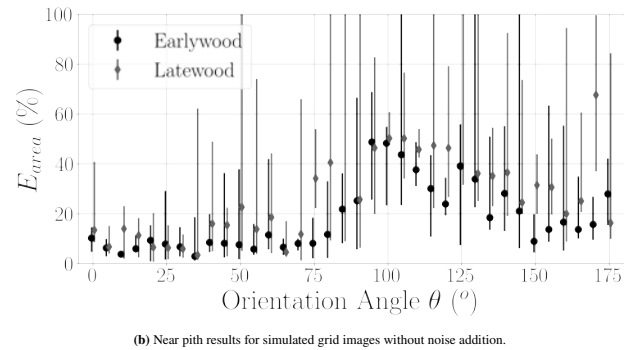 100
80
60
40
20
0
E_area (%)
Earlywood
Latewood
0 25 50 75 100 125 150 175
Orientation Angle θ (°)
(b) Near pith results for simulated grid images without noise addition.